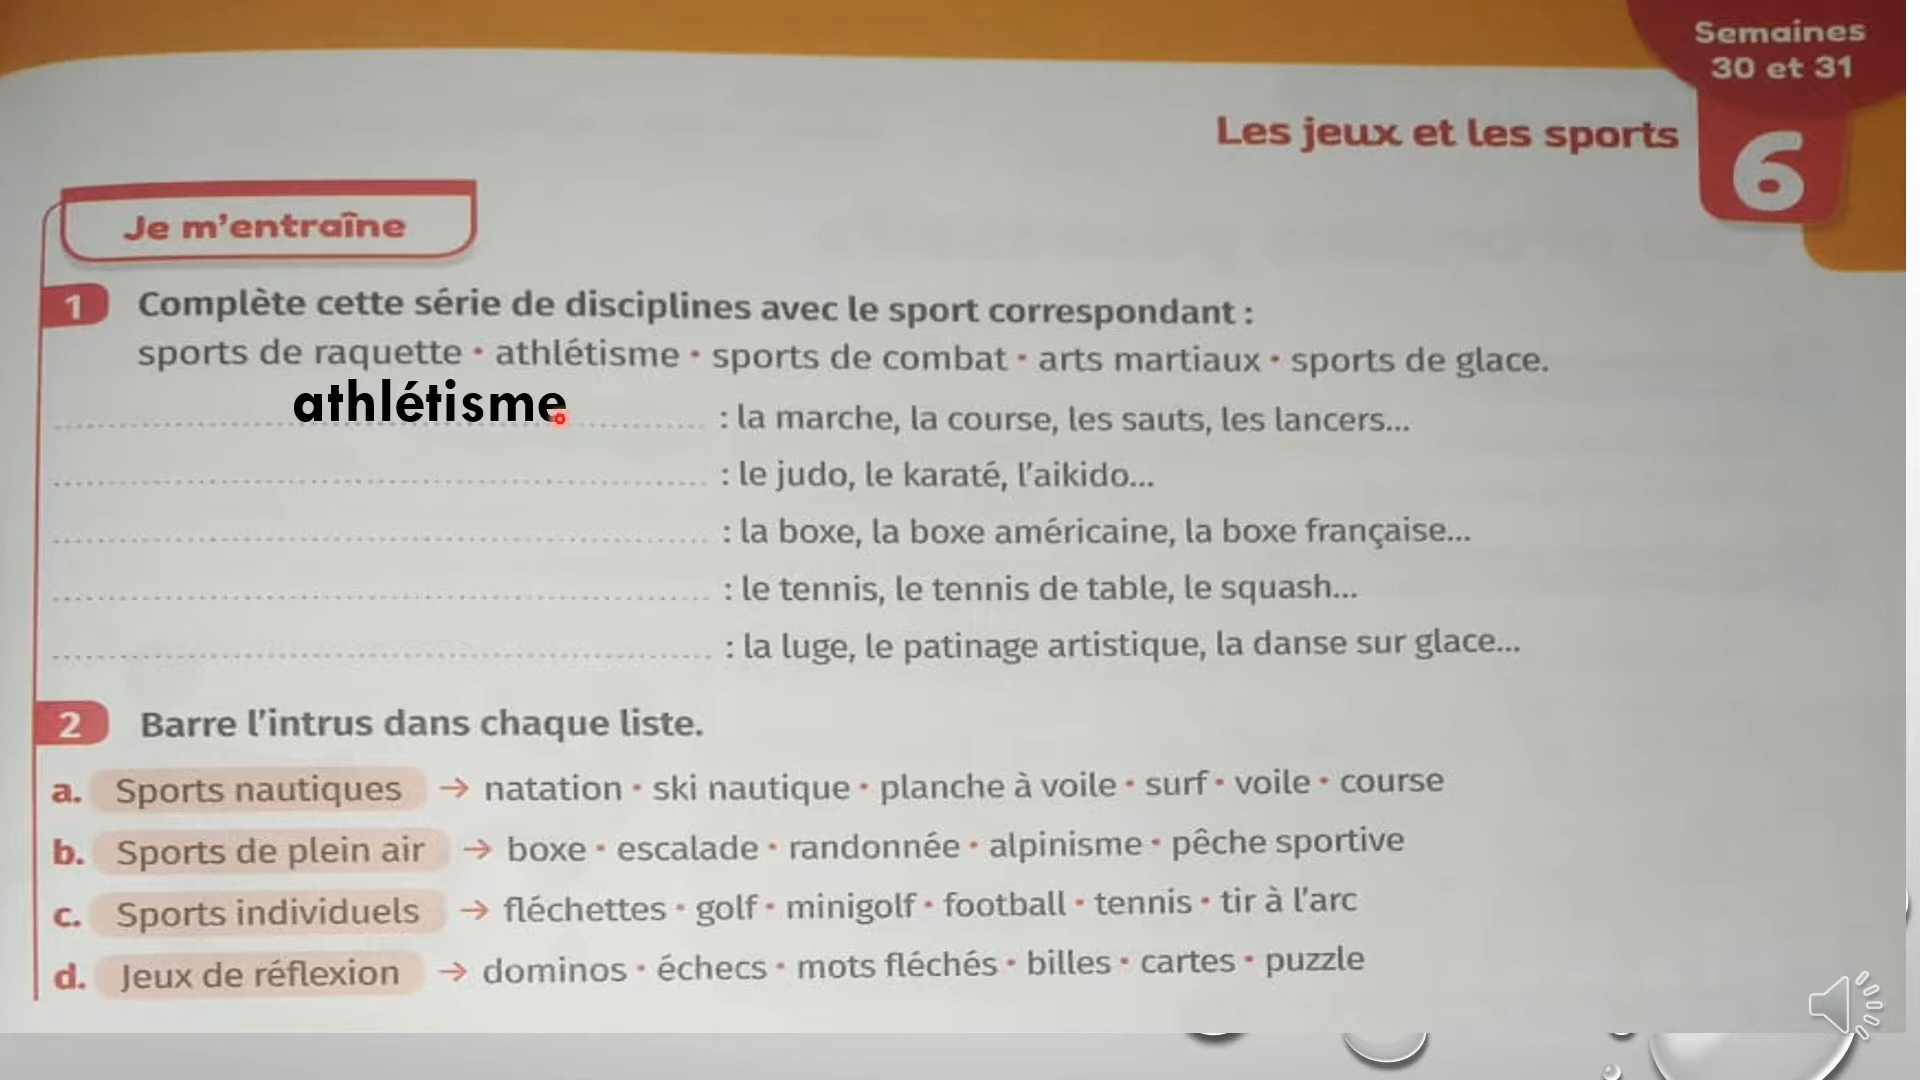 Semaines
30 et 31
Les jeux et les sports
6
Je m'entraîne
1 Complète cette série de disciplines avec le sport correspondant :
sports de raquette • athlétisme • sports de combat • arts martiaux • sports de glace.
athlétisme : la marche, la course, les sauts, les lancers...
: le judo, le karaté, l'aikido...
: la boxe, la boxe américaine, la boxe française...
: le tennis, le tennis de table, le squash...
: la luge, le patinage artistique, la danse sur glace...
2 Barre l'intrus dans chaque liste.
a. Sports nautiques → natation • ski nautique • planche à voile • surf • voile • course
b. Sports de plein air → boxe • escalade • randonnée • alpinisme • pêche sportive
c. Sports individuels → fléchettes • golf • minigolf • football • tennis • tir à l'arc
d. Jeux de réflexion → dominos • échecs • mots fléchés • billes • cartes • puzzle